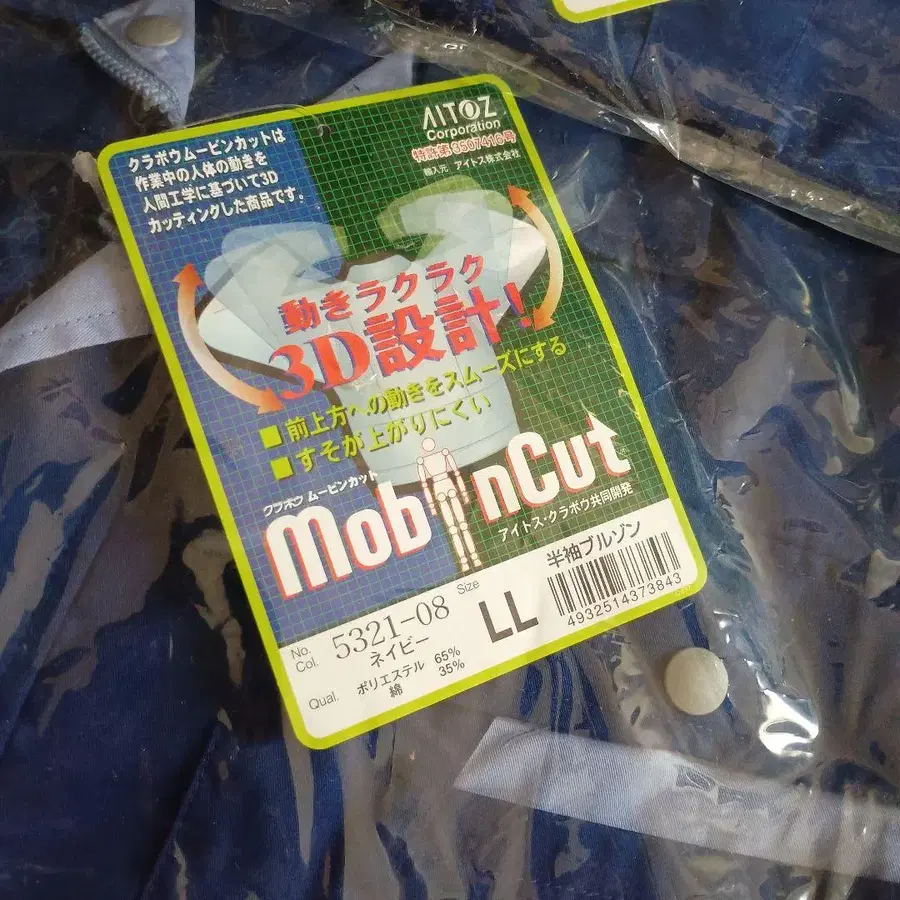 クラボウムービンカットは
作業中の人体の動きを
人間工学に基づいて3D
カッティングした商品です。
AITOZ
Corporation
特許第3507416号
輸入元 アイトス株式会社
動きラクラク
3D設計!
■前上方への動きをスムーズにする
■すそが上がりにくい
クラボウ ムービンカット
MobinCut
アイトス・クラボウ共同開発
半袖ブルゾン
No. 5321-08
Col. ネイビー
Size LL
4932514373843
Qual. ポリエステル 65%
綿 35%